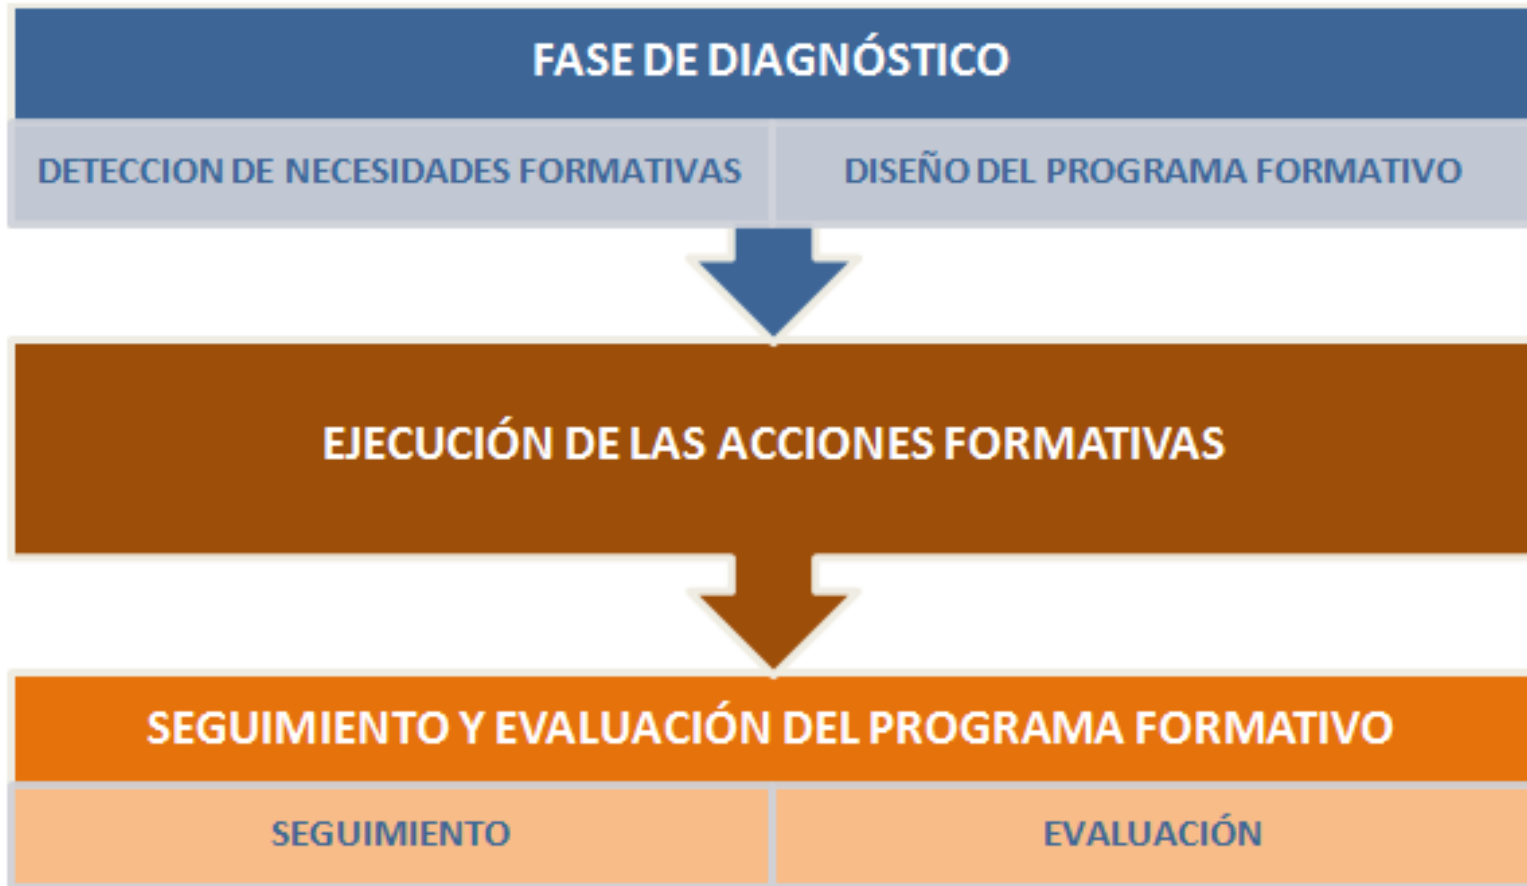 FASE DE DIAGNÓSTICO
DETECCION DE NECESIDADES FORMATIVAS
DISEÑO DEL PROGRAMA FORMATIVO
EJECUCIÓN DE LAS ACCIONES FORMATIVAS
SEGUIMIENTO Y EVALUACIÓN DEL PROGRAMA FORMATIVO
SEGUIMIENTO
EVALUACIÓN